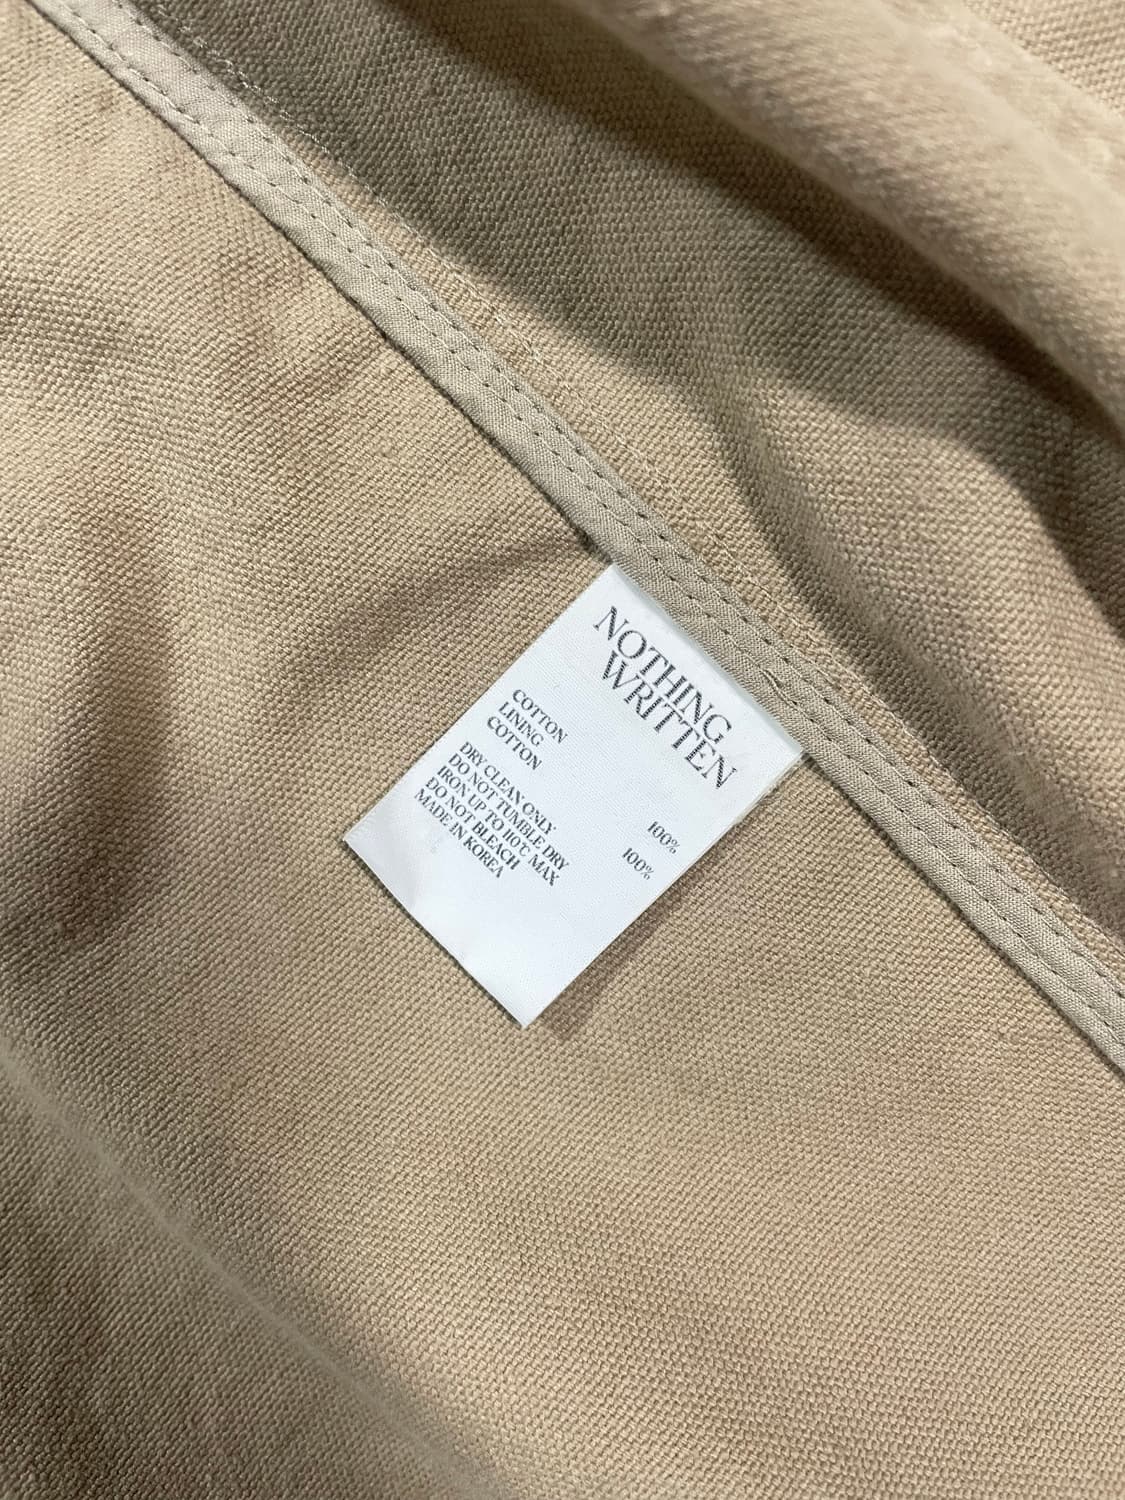 NOTHING
WRITTEN
COTTON 100%
LINING
COTTON 100%
DRY CLEAN ONLY
DO NOT TUMBLE DRY
IRON UP TO 110℃ MAX
DO NOT BLEACH
MADE IN KOREA